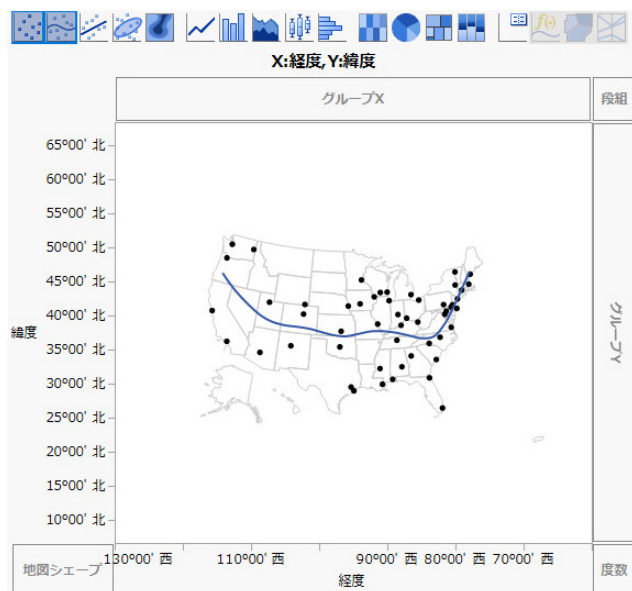 X:経度,Y:緯度
グループX
段組
65°00' 北
60°00' 北
55°00' 北
50°00' 北
45°00' 北
40°00' 北
35°00' 北
30°00' 北
25°00' 北
20°00' 北
15°00' 北
10°00' 北
緯度
グループY
130°00' 西
110°00' 西
90°00' 西
80°00' 西
70°00' 西
経度
地図シェープ
度数